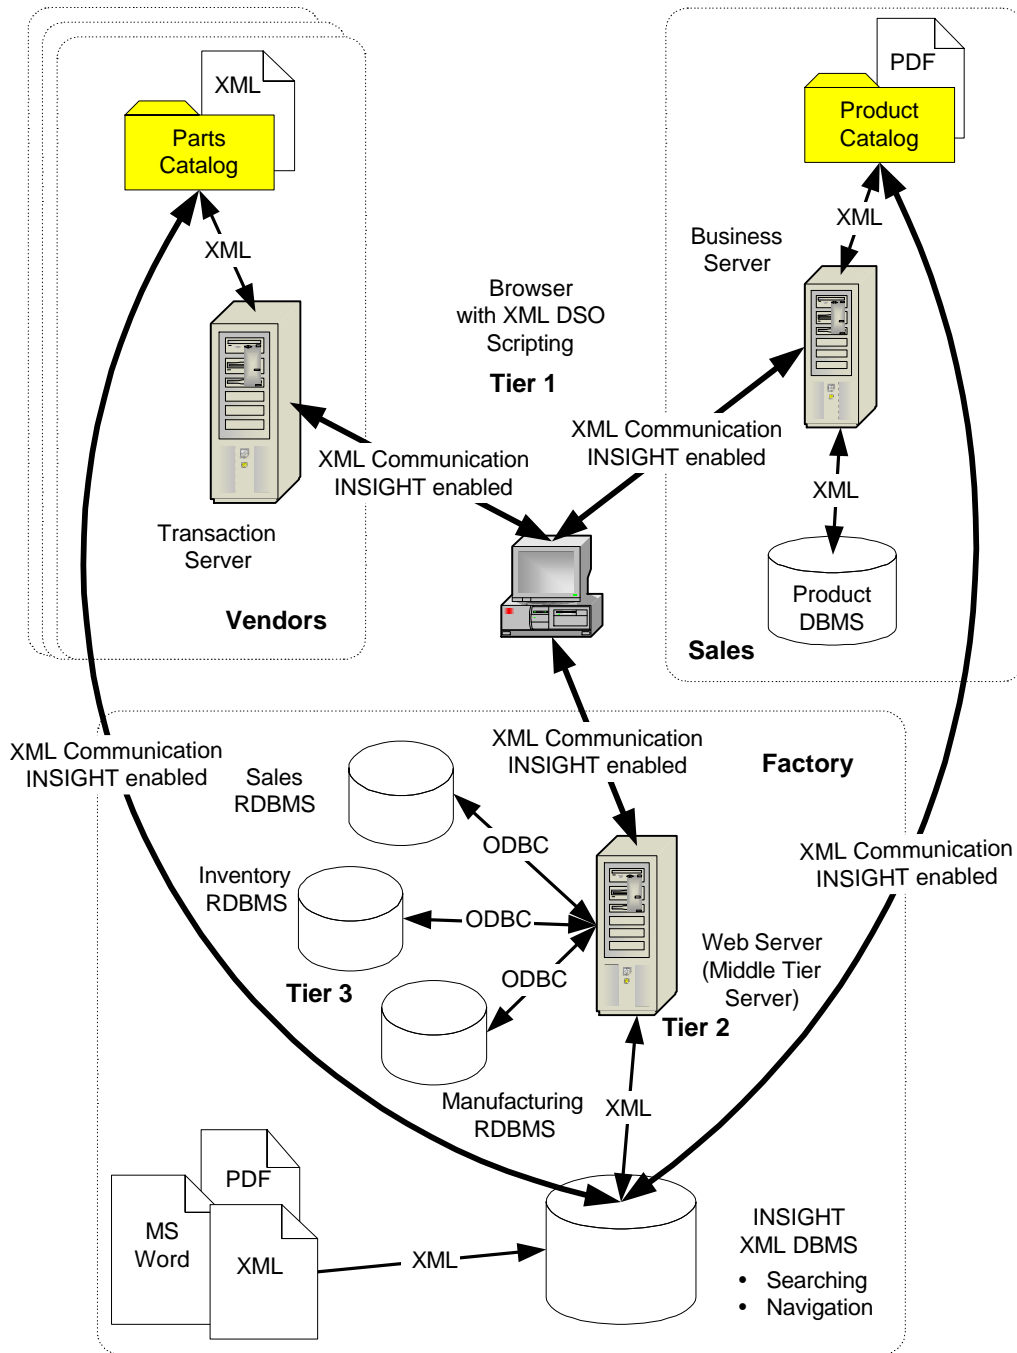 XML
Parts
Catalog
XML
Transaction
Server
Vendors
Browser
with XML DSO
Scripting
Tier 1
XML Communication
INSIGHT enabled
XML Communication
INSIGHT enabled
PDF
Product
Catalog
XML
Business
Server
XML
Product
DBMS
Sales
XML Communication
INSIGHT enabled
XML Communication
INSIGHT enabled
Factory
Sales
RDBMS
ODBC
Inventory
RDBMS
ODBC
ODBC
Tier 3
Manufacturing
RDBMS
Web Server
(Middle Tier
Server)
Tier 2
XML Communication
INSIGHT enabled
XML
PDF
MS
Word
XML
XML
INSIGHT
XML DBMS
• Searching
• Navigation